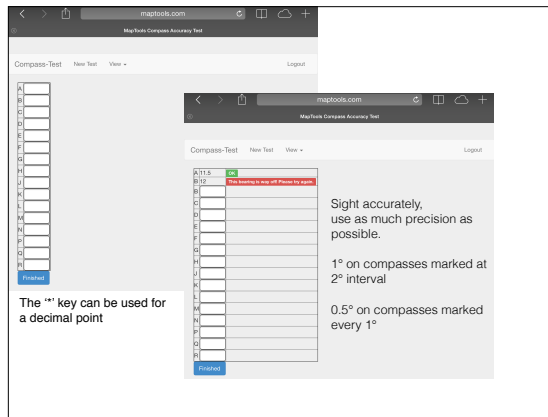 maptools.com
MapTools Compass Accuracy Test
Compass-Test New Test View Logout
A
B
C
D
E
F
G
H
J
K
L
M
N
P
Q
R
Finished
The '*' key can be used for
a decimal point
maptools.com
MapTools Compass Accuracy Test
Compass-Test New Test View Logout
A 11.5 OK
B 12 This bearing is way off! Please try again.
B
C
D
E
F
G
H
J
K
L
M
N
P
Q
R
Finished
Sight accurately,
use as much precision as
possible.
1° on compasses marked at
2° interval
0.5° on compasses marked
every 1°